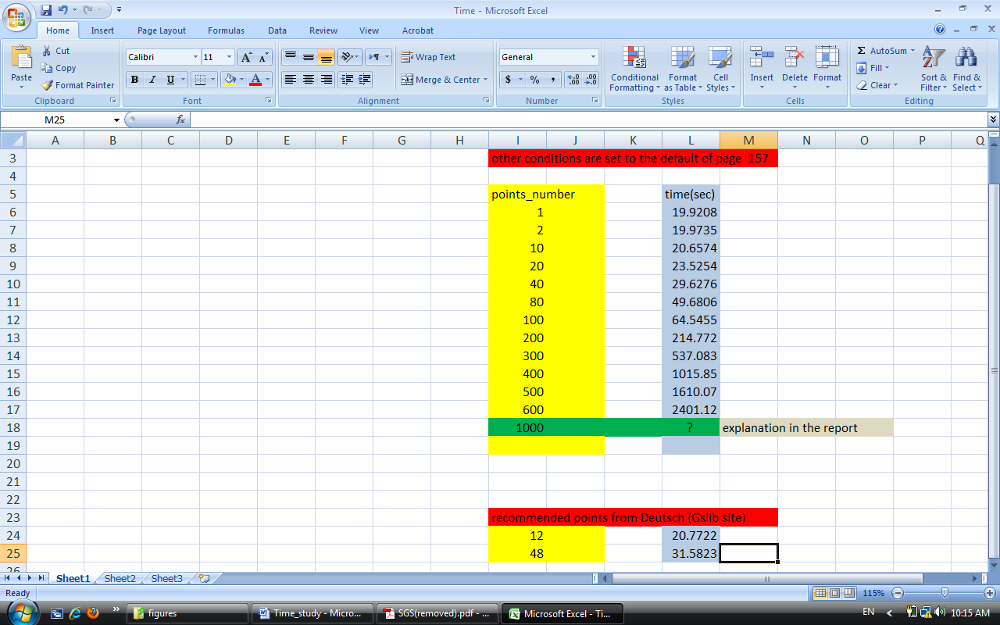 Time - Microsoft Excel
Home Insert Page Layout Formulas Data Review View Acrobat
Paste Cut Copy Format Painter
Calibri 11 A A
B I U A
Wrap Text
Merge & Center
General
$ % , .00 .0
Conditional Formatting Format as Table Cell Styles
Insert Delete Format
Σ AutoSum Fill Clear Sort & Filter Find & Select
Clipboard Font Alignment Number Styles Cells Editing
M25 fx
A B C D E F G H I J K L M N O P Q
3 other conditions are set to the default of page 157
4
5 points_number time(sec)
6 1 19.9208
7 2 19.9735
8 10 20.6574
9 20 23.5254
10 40 29.6276
11 80 49.6806
12 100 64.5455
13 200 214.772
14 300 537.083
15 400 1015.85
16 500 1610.07
17 600 2401.12
18 1000 ? explanation in the report
19
20
21
22
23 recommended points from Deutsch (Gslib site)
24 12 20.7722
25 48 31.5823
26
Sheet1 Sheet2 Sheet3
Ready 115%
figures Time_study - Micros... SGS(removed).pdf - ... Microsoft Excel - Ti... EN 10:15 AM